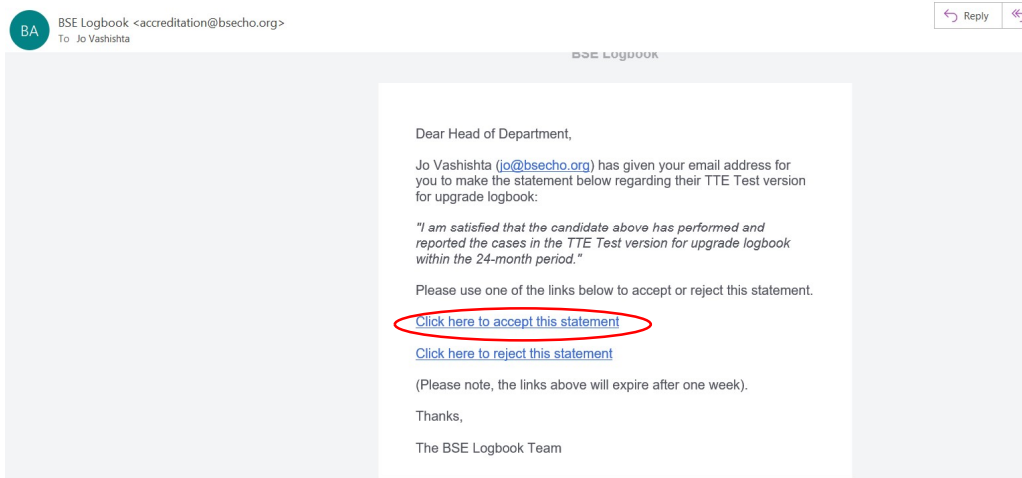 BA
BSE Logbook <accreditation@bsecho.org>
To Jo Vashishta
Reply
BSE Logbook
Dear Head of Department,
Jo Vashishta (jo@bsecho.org) has given your email address for
you to make the statement below regarding their TTE Test version
for upgrade logbook:
"I am satisfied that the candidate above has performed and
reported the cases in the TTE Test version for upgrade logbook
within the 24-month period."
Please use one of the links below to accept or reject this statement.
Click here to accept this statement
Click here to reject this statement
(Please note, the links above will expire after one week).
Thanks,
The BSE Logbook Team